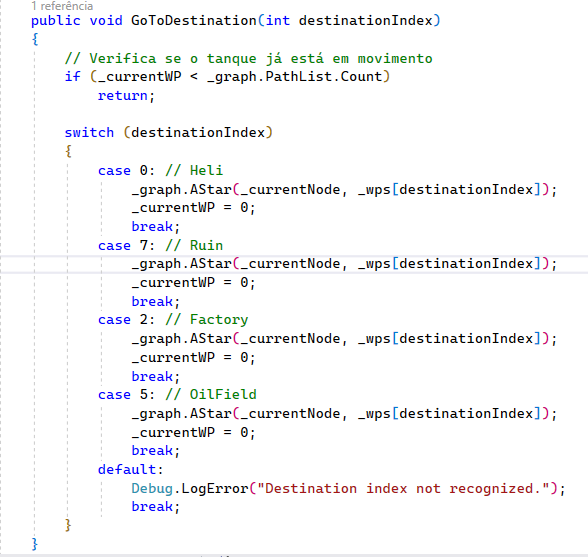 1 referência
public void GoToDestination(int destinationIndex)
{
    // Verifica se o tanque já está em movimento
    if (_currentWP < _graph.PathList.Count)
        return;

    switch (destinationIndex)
    {
        case 0: // Heli
            _graph.AStar(_currentNode, _wps[destinationIndex]);
            _currentWP = 0;
            break;
        case 7: // Ruin
            _graph.AStar(_currentNode, _wps[destinationIndex]);
            _currentWP = 0;
            break;
        case 2: // Factory
            _graph.AStar(_currentNode, _wps[destinationIndex]);
            _currentWP = 0;
            break;
        case 5: // OilField
            _graph.AStar(_currentNode, _wps[destinationIndex]);
            _currentWP = 0;
            break;
        default:
            Debug.LogError("Destination index not recognized.");
            break;
    }
}